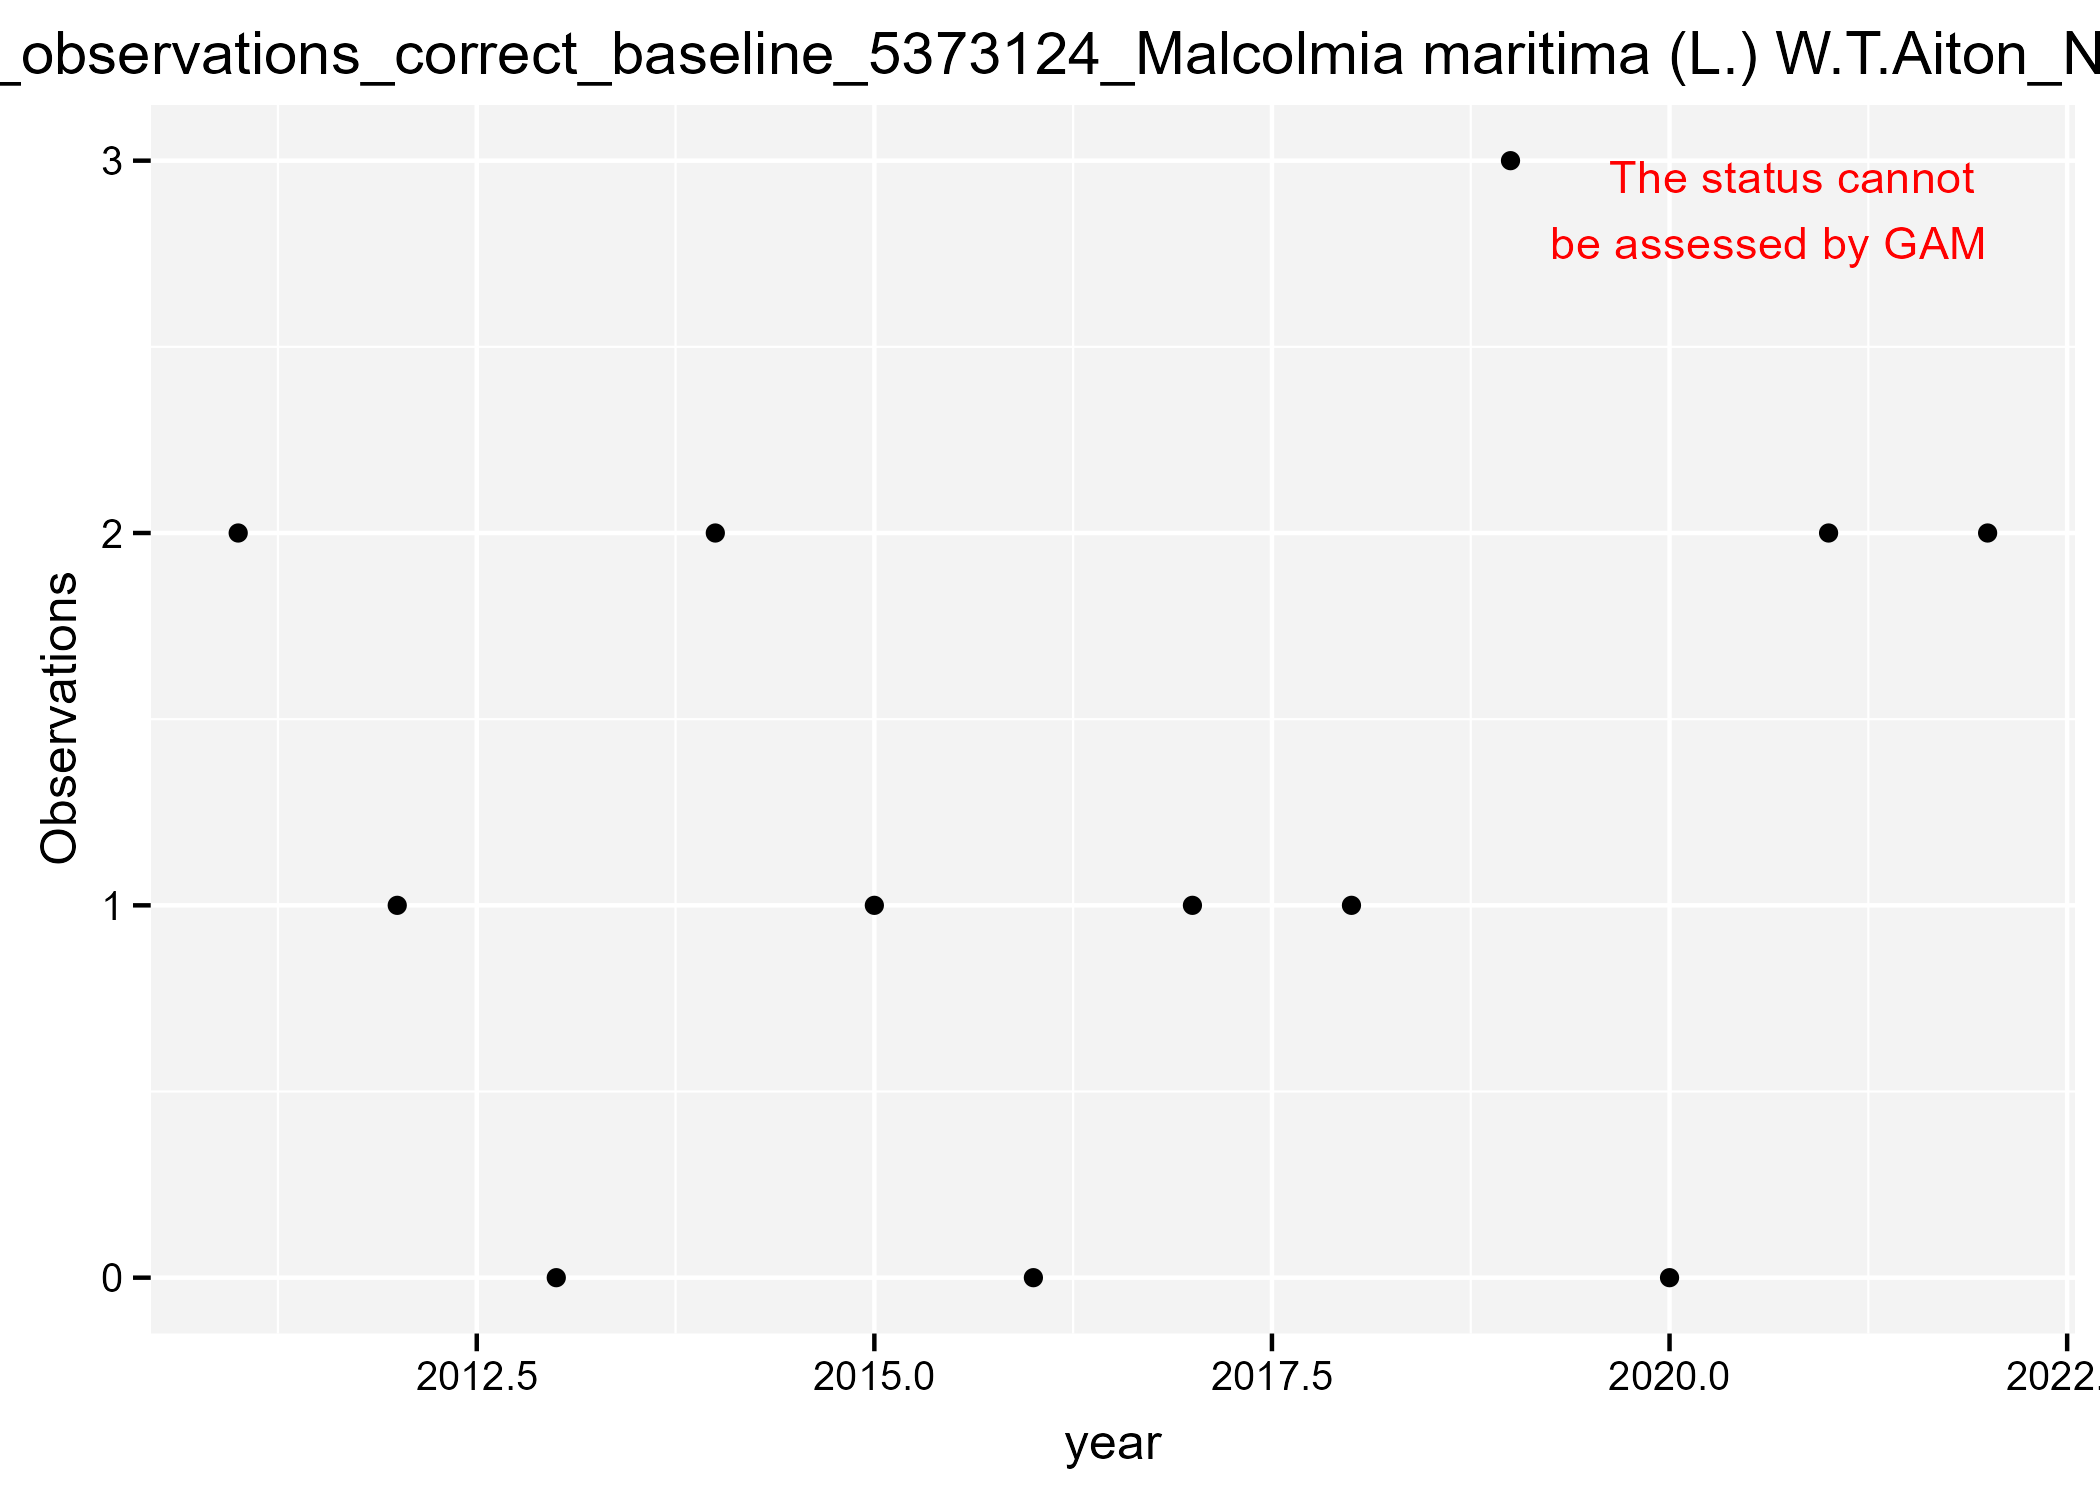 _observations_correct_baseline_5373124_Malcolmia maritima (L.) W.T.Aiton_N
3
The status cannot
be assessed by GAM
2
Observations
1
0
2012.5
2015.0
2017.5
2020.0
2022.
year